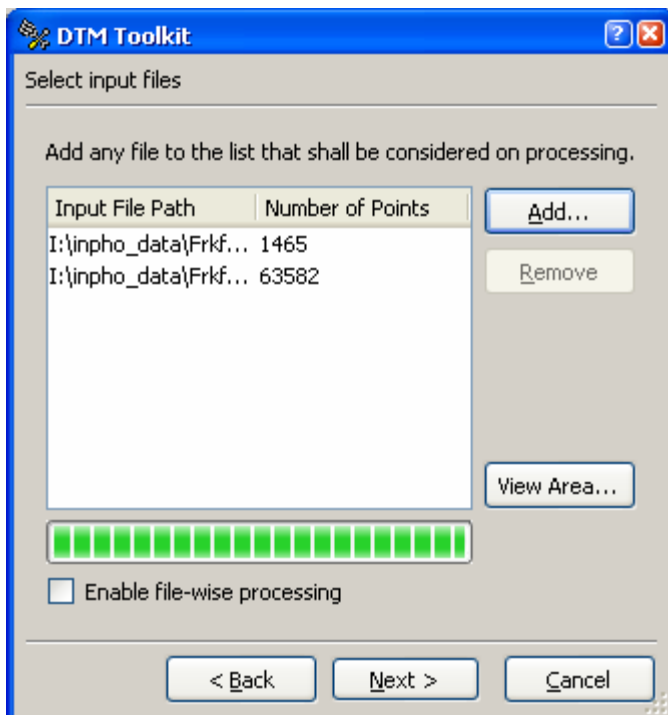 DTM Toolkit
Select input files
Add any file to the list that shall be considered on processing.
Input File Path Number of Points
I:\inpho_data\Frkf... 1465
I:\inpho_data\Frkf... 63582
Add...
Remove
View Area...
Enable file-wise processing
< Back Next > Cancel